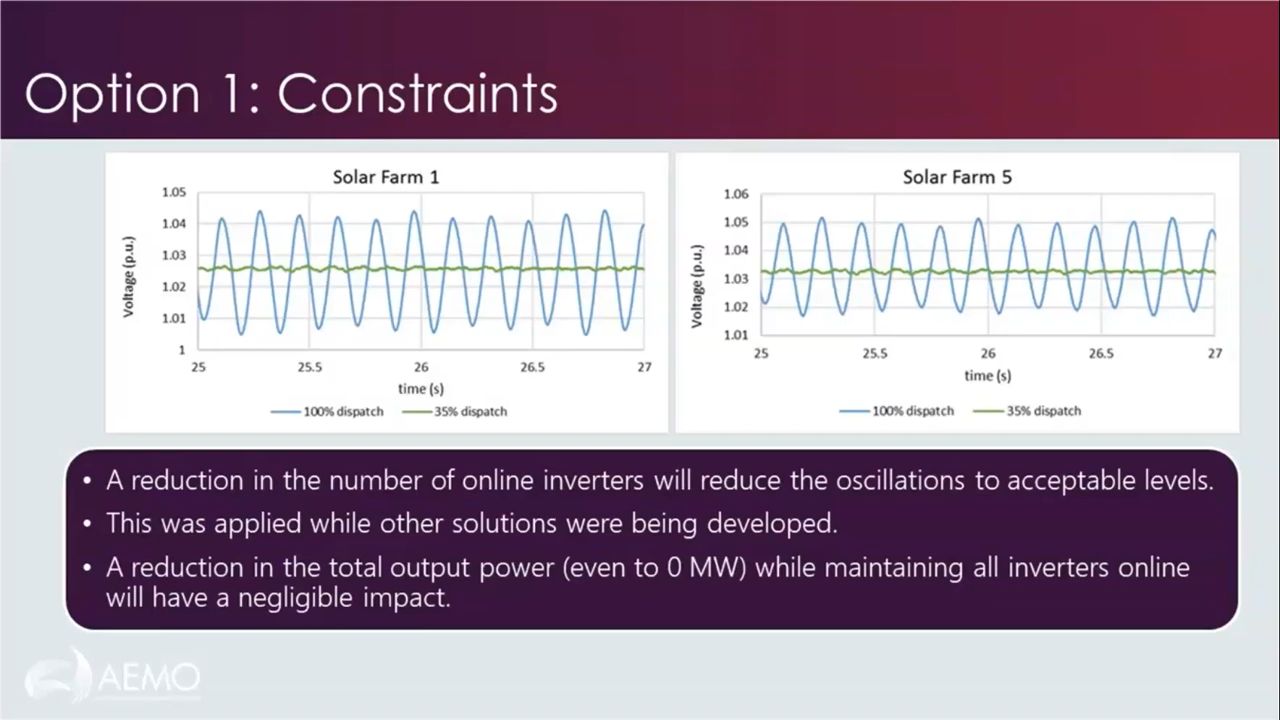 Option 1: Constraints
Solar Farm 1
1.05
1.04
1.03
1.02
1.01
1
Voltage (p.u.)
25 25.5 26 26.5 27
time (s)
100% dispatch 35% dispatch
Solar Farm 5
1.06
1.05
1.04
1.03
1.02
1.01
Voltage (p.u.)
25 25.5 26 26.5 27
time (s)
100% dispatch 35% dispatch
• A reduction in the number of online inverters will reduce the oscillations to acceptable levels.
• This was applied while other solutions were being developed.
• A reduction in the total output power (even to 0 MW) while maintaining all inverters online
will have a negligible impact.
AEMO